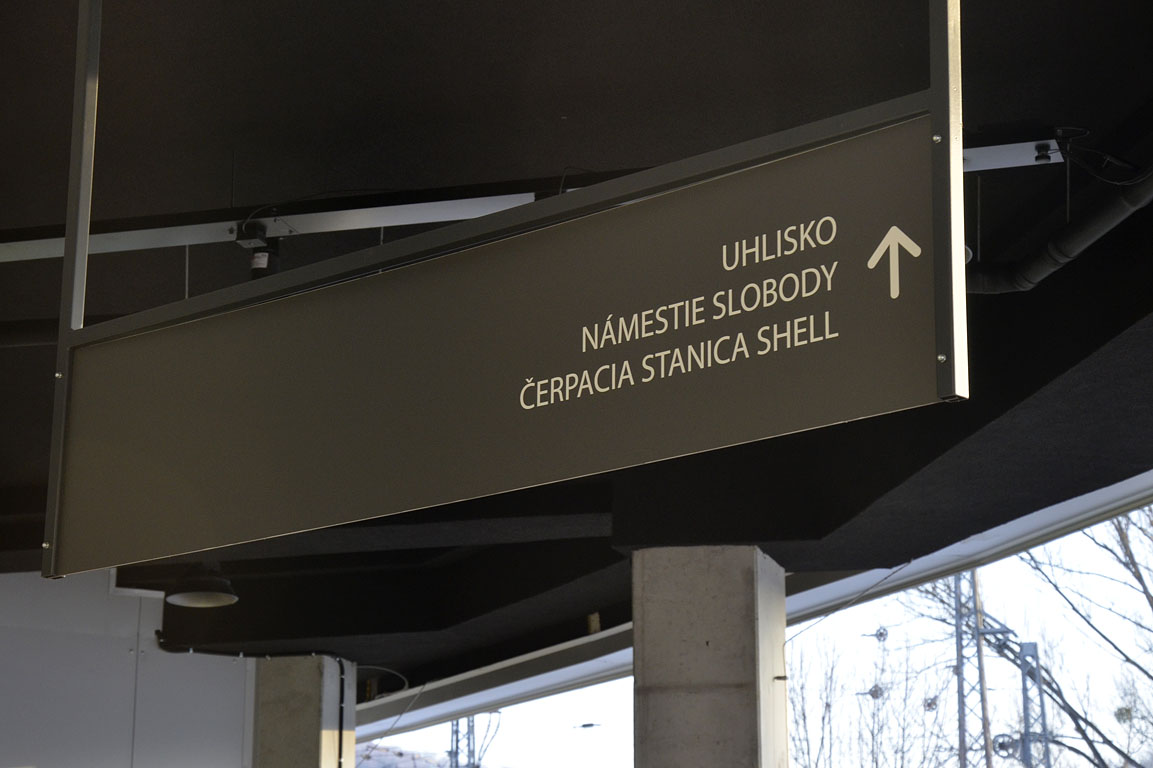 UHLISKO
NÁMESTIE SLOBODY
ČERPACIA STANICA SHELL